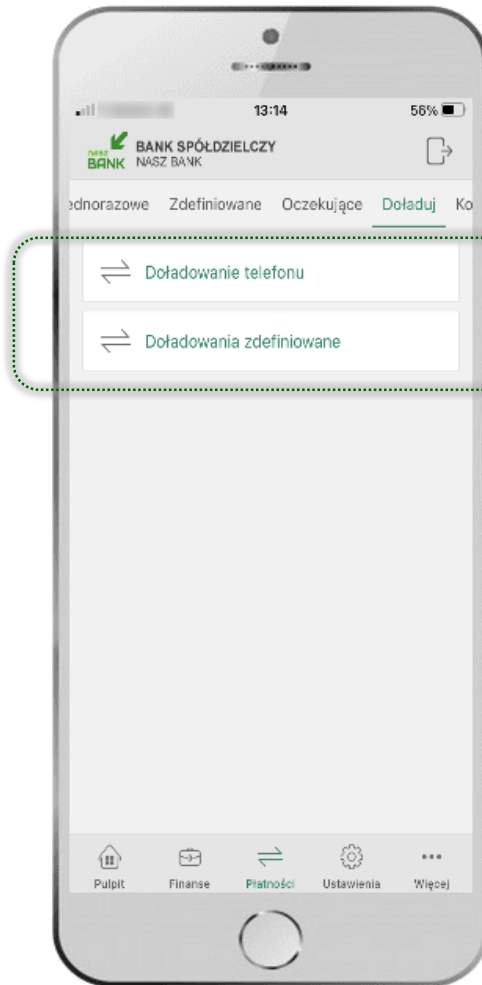 13:14
56%
NASZ
BANK
BANK SPÓŁDZIELCZY
NASZ BANK
ednorazowe Zdefiniowane Oczekujące Doładuj Ko
Doładowanie telefonu
Doładowania zdefiniowane
Pulpit Finanse Płatności Ustawienia Więcej